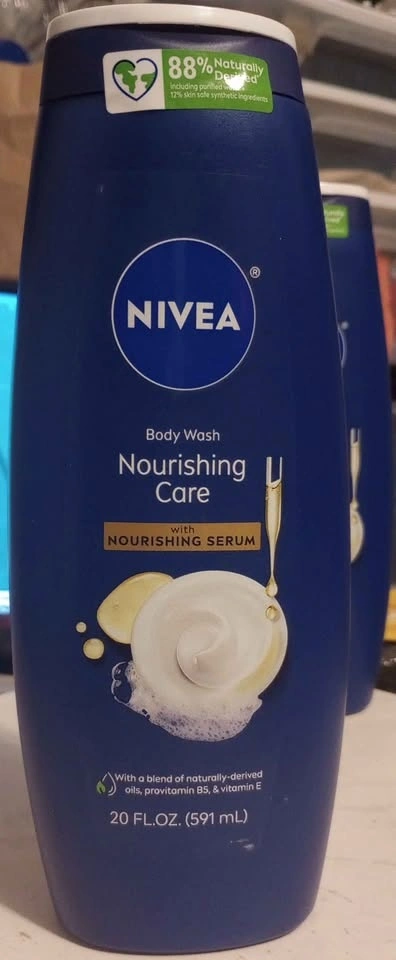 88% Naturally
Derived
including purified water
12% skin safe synthetic ingredients
®
NIVEA
Body Wash
Nourishing
Care
with
NOURISHING SERUM
With a blend of naturally-derived
oils, provitamin B5, & vitamin E
20 FL.OZ. (591 mL)